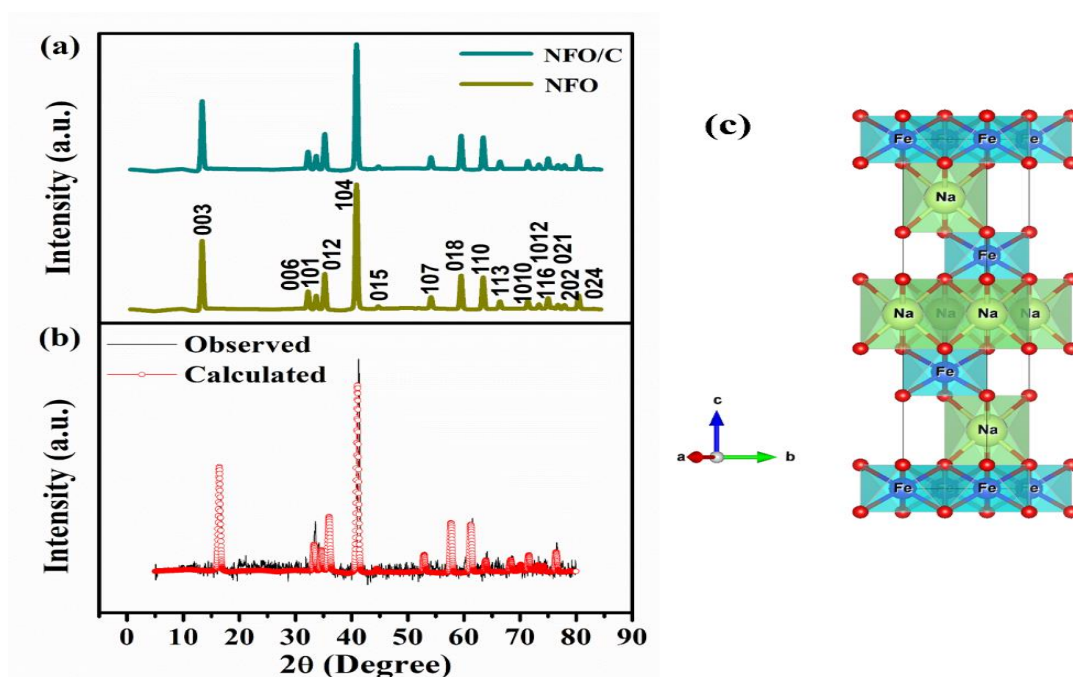 (a)
NFO/C
NFO
Intensity (a.u.)
003
006
101
012
104
015
107
018
110
113
1010
116
1012
202
021
024
(b)
Observed
Calculated
Intensity (a.u.)
0 10 20 30 40 50 60 70 80 90
2θ (Degree)
(c)
Fe Fe e
Na
Fe
Na Na Na Na
Fe
Na
Fe Fe e
c
a b